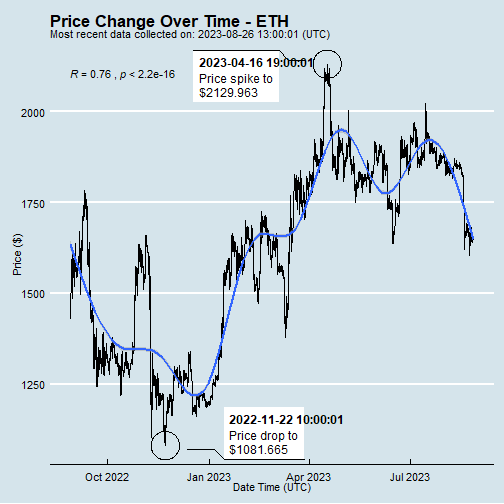 Price Change Over Time - ETH
Most recent data collected on: 2023-08-26 13:00:01 (UTC)
2023-04-16 19:00:01
Price spike to
$2129.963
R = 0.76 , p < 2.2e-16
2000
1750
1500
1250
Price ($)
2022-11-22 10:00:01
Price drop to
$1081.665
Oct 2022
Jan 2023
Apr 2023
Jul 2023
Date Time (UTC)